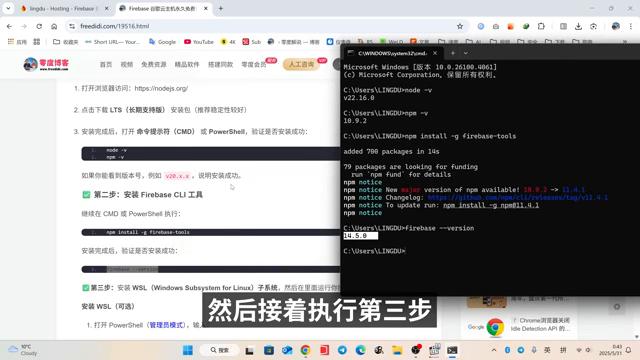 lingdu - Hosting - Firebase
Firebase 谷歌云主机永久免费
freedidi.com/19516.html
应用
收藏夹
Short URL
YouTube
4K
Sub
零度博客
首页
视频
免费资源
精品软件
搭建同款
零度会员
人工咨询
1. 打开浏览器访问：https://nodejs.org/
2. 点击下载 LTS（长期支持版） 安装包（推荐稳定性较好）
3. 安装完成后，打开 命令提示符（CMD） 或 PowerShell，验证是否安装成功：
node -v
npm -v
如果你能看到版本号，例如 v20.x.x，说明安装成功。
第二步：安装 Firebase CLI 工具
继续在 CMD 或 PowerShell 执行：
npm install -g firebase-tools
安装完成后，验证是否安装成功：
firebase --version
第三步：安装 WSL（Windows Subsystem for Linux）子系统，然后在里面运行你
安装 WSL（可选）
1. 打开 PowerShell（管理员模式），输入
C:\WINDOWS\system32\cmd.
Microsoft Windows [版本 10.0.26100.4061]
(c) Microsoft Corporation。保留所有权利。
C:\Users\LINGDU>node -v
v22.16.0
C:\Users\LINGDU>npm -v
10.9.2
C:\Users\LINGDU>npm install -g firebase-tools
added 700 packages in 14s
79 packages are looking for funding
run `npm fund` for details
npm notice
npm notice New major version of npm available! 10.9.2 -> 11.4.1
npm notice Changelog: https://github.com/npm/cli/releases/tag/v11.4.1
npm notice To update run: npm install -g npm@11.4.1
npm notice
C:\Users\LINGDU>firebase --version
14.5.0
C:\Users\LINGDU>
Chrome浏览器关闭
Idle Detection API 的
然后接着执行第三步
10°C
Cloudy
搜索
英
拼
0:43
2025/5/31